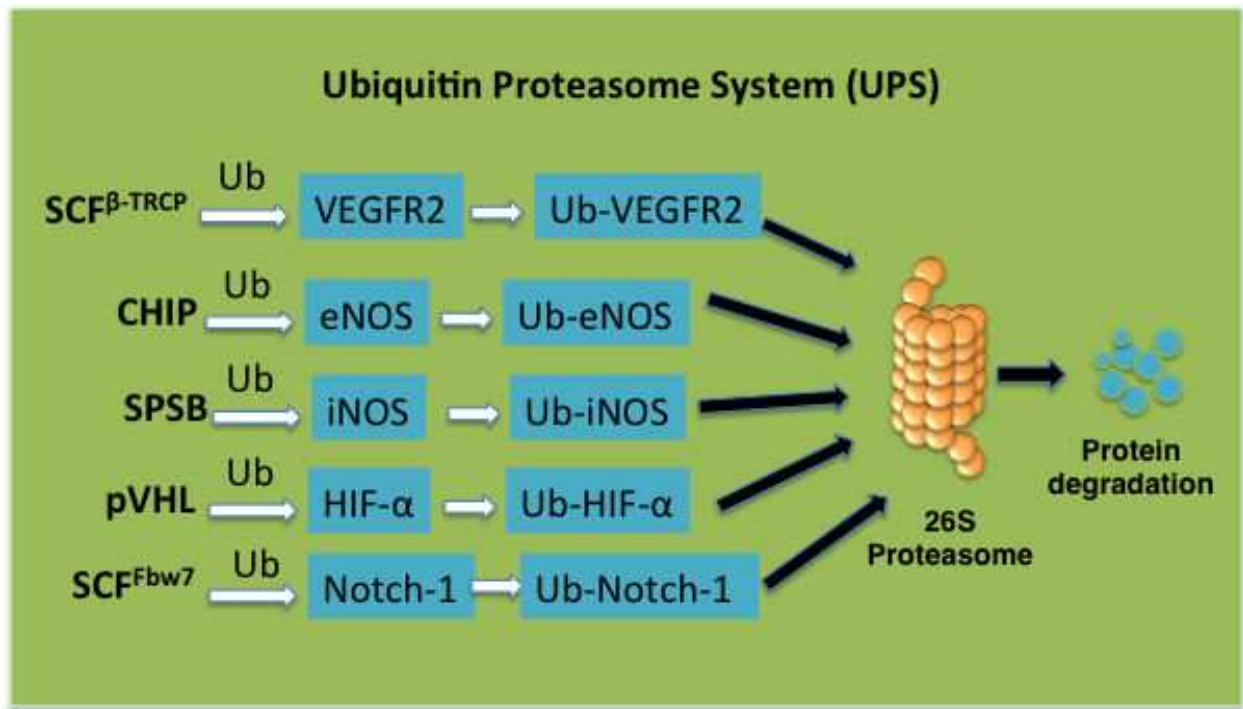 Ubiquitin Proteasome System (UPS)
SCFβ-TRCP Ub VEGFR2 Ub-VEGFR2
CHIP Ub eNOS Ub-eNOS
SPSB Ub iNOS Ub-iNOS
pVHL Ub HIF-α Ub-HIF-α
SCFFbw7 Ub Notch-1 Ub-Notch-1
26S
Proteasome
Protein
degradation